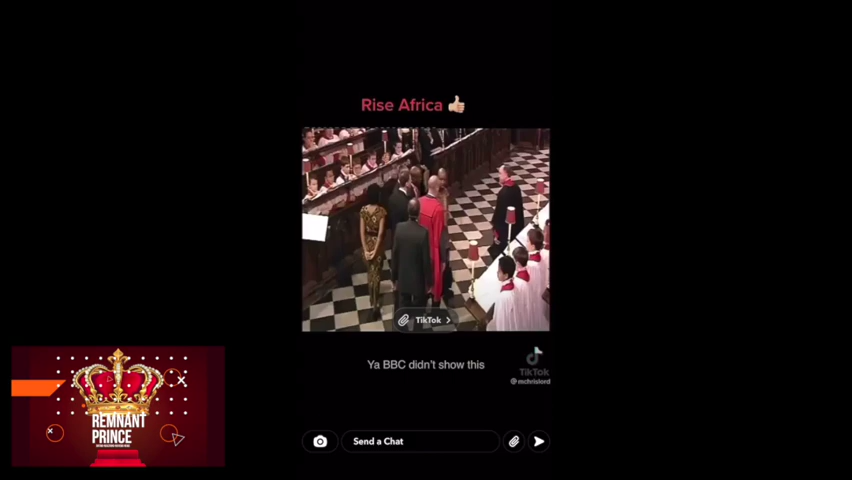 Rise Africa 👍🏼
TikTok >
Ya BBC didn't show this
TikTok
@mchrislord
Send a Chat
REMNANT
PRINCE